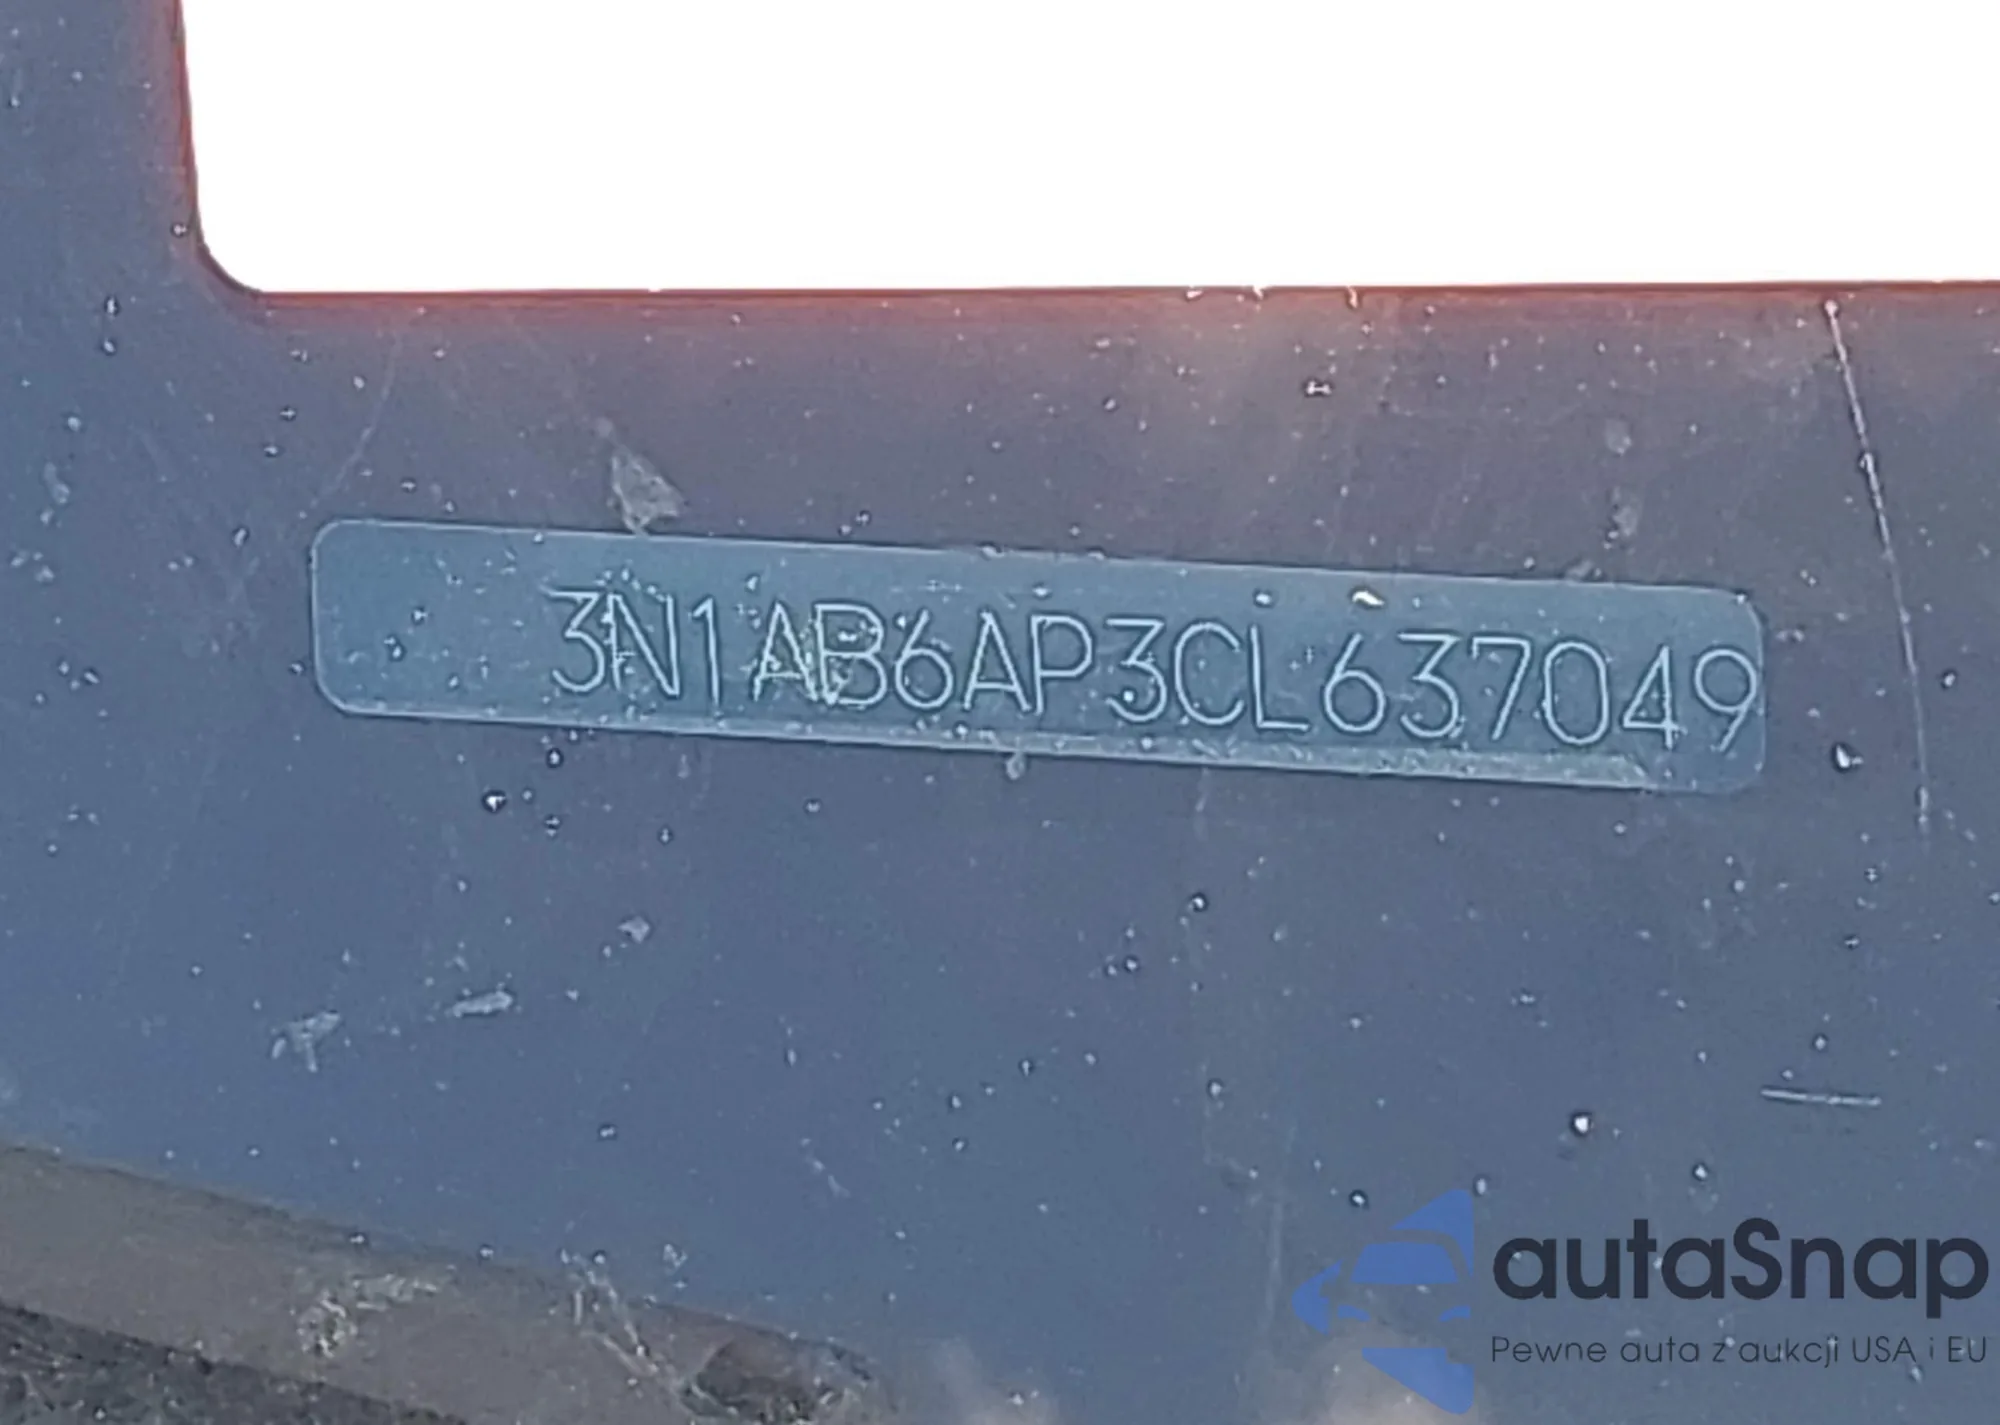 3N1AB6AP3CL637049
autaSnap
Pewne auta z aukcji USA i EU